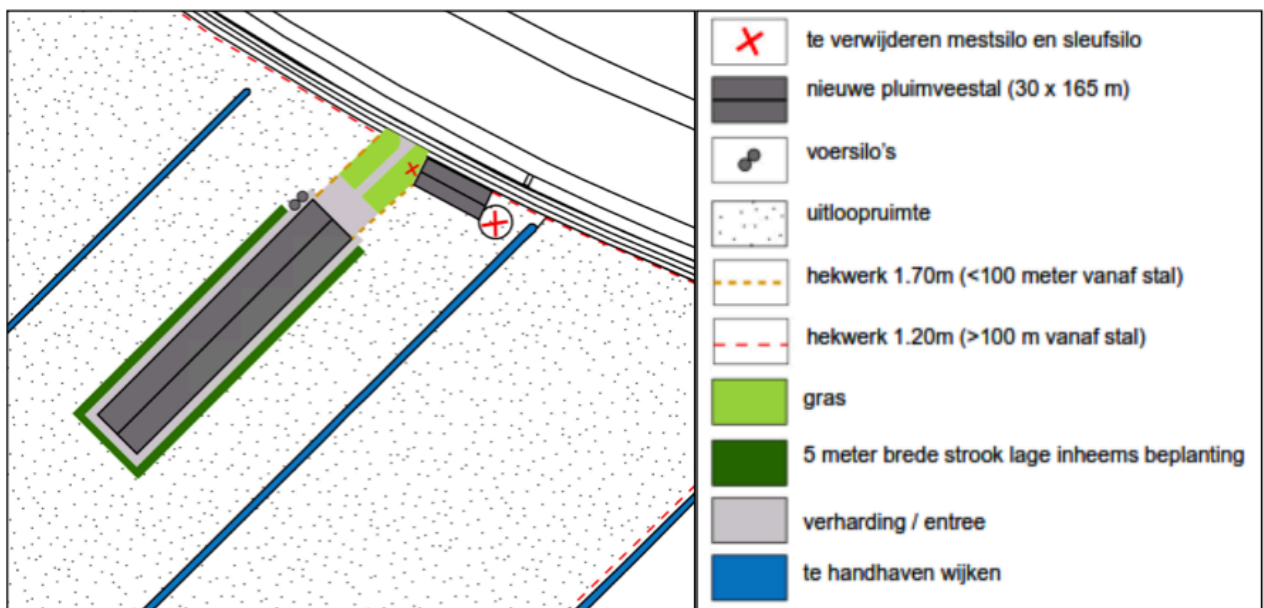 te verwijderen mestsilo en sleufsilo
nieuwe pluimveestal (30 x 165 m)
voersilo's
uitloopruimte
hekwerk 1.70m (<100 meter vanaf stal)
hekwerk 1.20m (>100 m vanaf stal)
gras
5 meter brede strook lage inheems beplanting
verharding / entree
te handhaven wijken